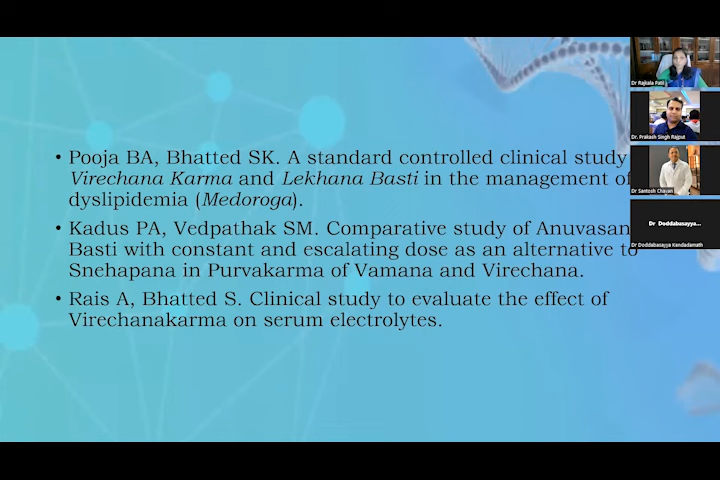 • Pooja BA, Bhatted SK. A standard controlled clinical study
Virechana Karma and Lekhana Basti in the management of
dyslipidemia (Medoroga).
• Kadus PA, Vedpathak SM. Comparative study of Anuvasan
Basti with constant and escalating dose as an alternative to
Snehapana in Purvakarma of Vamana and Virechana.
• Rais A, Bhatted S. Clinical study to evaluate the effect of
Virechanakarma on serum electrolytes.
Dr Rajkala Patil
Dr. Prakash Singh Rajput
Dr Santosh Chavan
Dr Doddabasayya...
Dr Doddabasayya Kendadamath